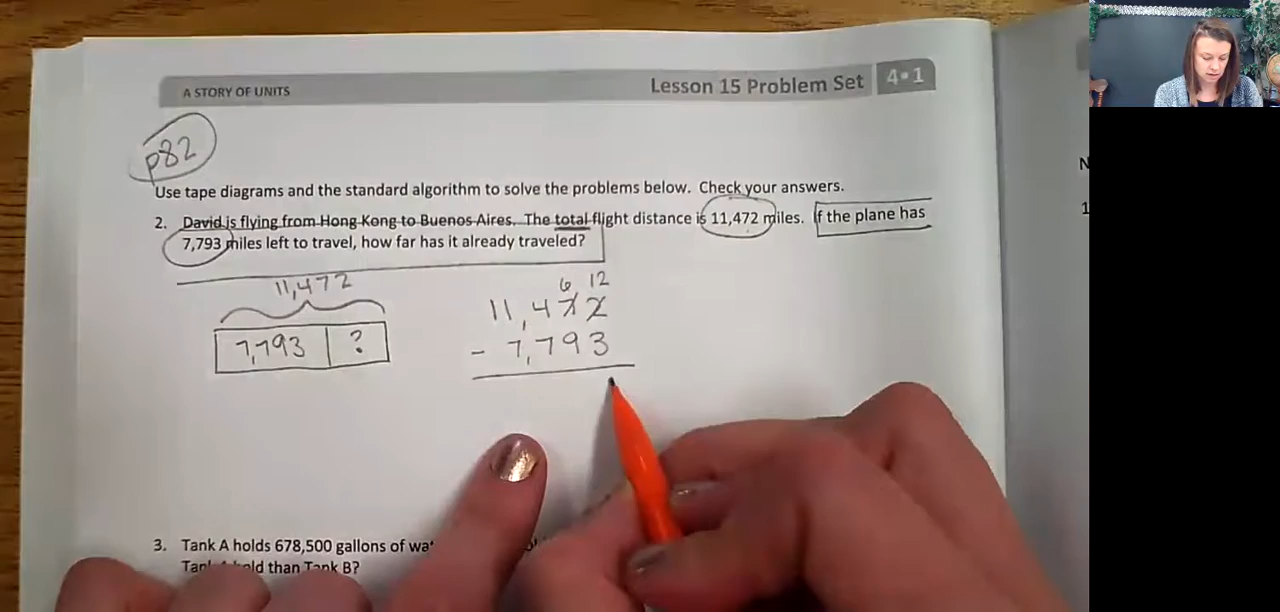 A STORY OF UNITS
Lesson 15 Problem Set 4•1
p82
Use tape diagrams and the standard algorithm to solve the problems below. Check your answers.
2. David is flying from Hong Kong to Buenos Aires. The total flight distance is 11,472 miles. If the plane has
7,793 miles left to travel, how far has it already traveled?
11,472
7,793 ?
6 12
11,472
- 7,793
3. Tank A holds 678,500 gallons of
than Tank B?
N
1